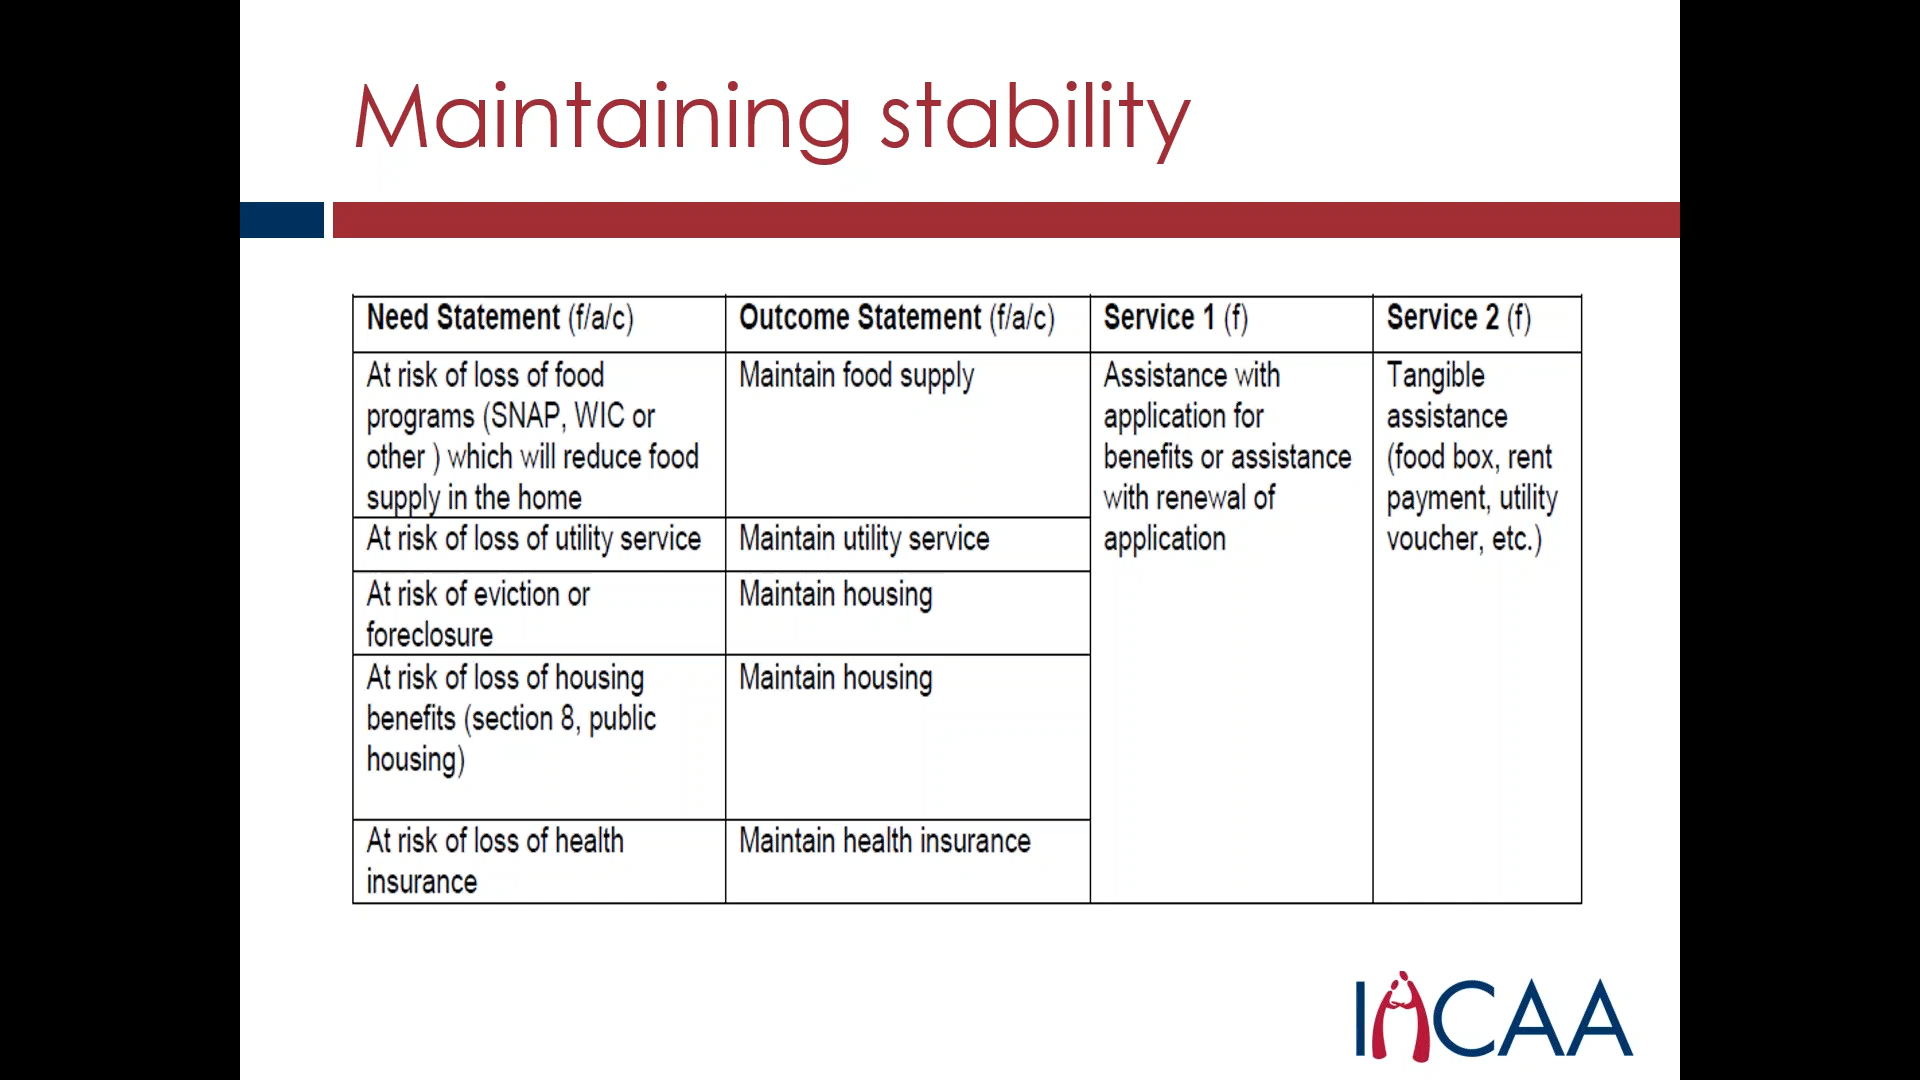 Maintaining stability
Need Statement (f/a/c)
Outcome Statement (f/a/c)
Service 1 (f)
Service 2 (f)
At risk of loss of food
programs (SNAP, WIC or
other ) which will reduce food
supply in the home
Maintain food supply
Assistance with
application for
benefits or assistance
with renewal of
application
Tangible
assistance
(food box, rent
payment, utility
voucher, etc.)
At risk of loss of utility service
Maintain utility service
At risk of eviction or
foreclosure
Maintain housing
At risk of loss of housing
benefits (section 8, public
housing)
Maintain housing
At risk of loss of health
insurance
Maintain health insurance
IACAA